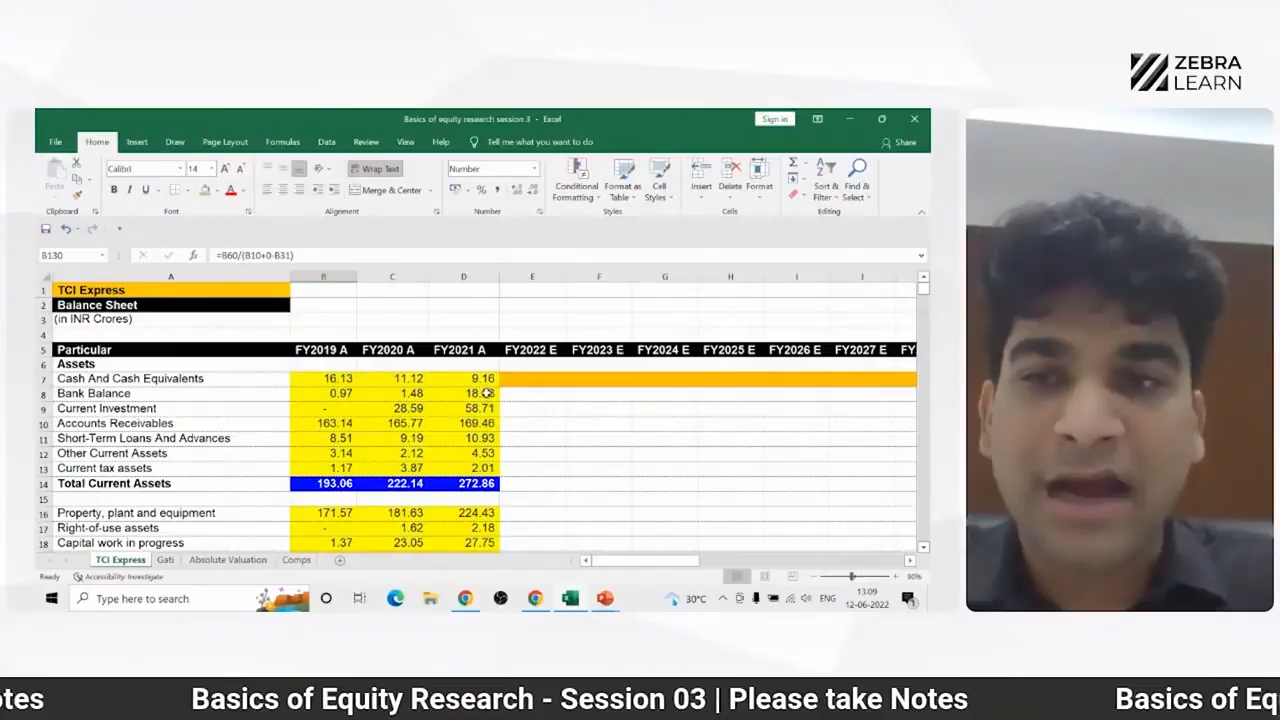 ZEBRA
LEARN
Basics of equity research session 3 - Excel
Sign in
File Home Insert Draw Page Layout Formulas Data Review View Help Tell me what you want to do
Share
Paste
Calibri 14
Wrap Text
Merge & Center
Number
Conditional Formatting
Format as Table
Cell Styles
Insert Delete Format
Sort & Filter
Find & Select
Clipboard Font Alignment Number Styles Cells Editing
B130 =B60/(B10+0-B31)
A B C D E F G H I J
1 TCI Express
2 Balance Sheet
3 (in INR Crores)
4
5 Particular FY2019 A FY2020 A FY2021 A FY2022 E FY2023 E FY2024 E FY2025 E FY2026 E FY2027 E FY
6 Assets
7 Cash And Cash Equivalents 16.13 11.12 9.16
8 Bank Balance 0.97 1.48
9 Current Investment - 28.59 58.71
10 Accounts Receivables 163.14 165.77 169.46
11 Short-Term Loans And Advances 8.51 9.19 10.93
12 Other Current Assets 3.14 2.12 4.53
13 Current tax assets 1.17 3.87 2.01
14 Total Current Assets 193.06 222.14 272.86
15
16 Property, plant and equipment 171.57 181.63 224.43
17 Right-of-use assets - 1.62 2.18
18 Capital work in progress 1.37 23.05 27.75
TCI Express Gati Absolute Valuation Comps
Ready Accessibility: Investigate 90%
Type here to search
30°C ENG 13:09
12-06-2022
otes Basics of Equity Research - Session 03 | Please take Notes Basics of Eq